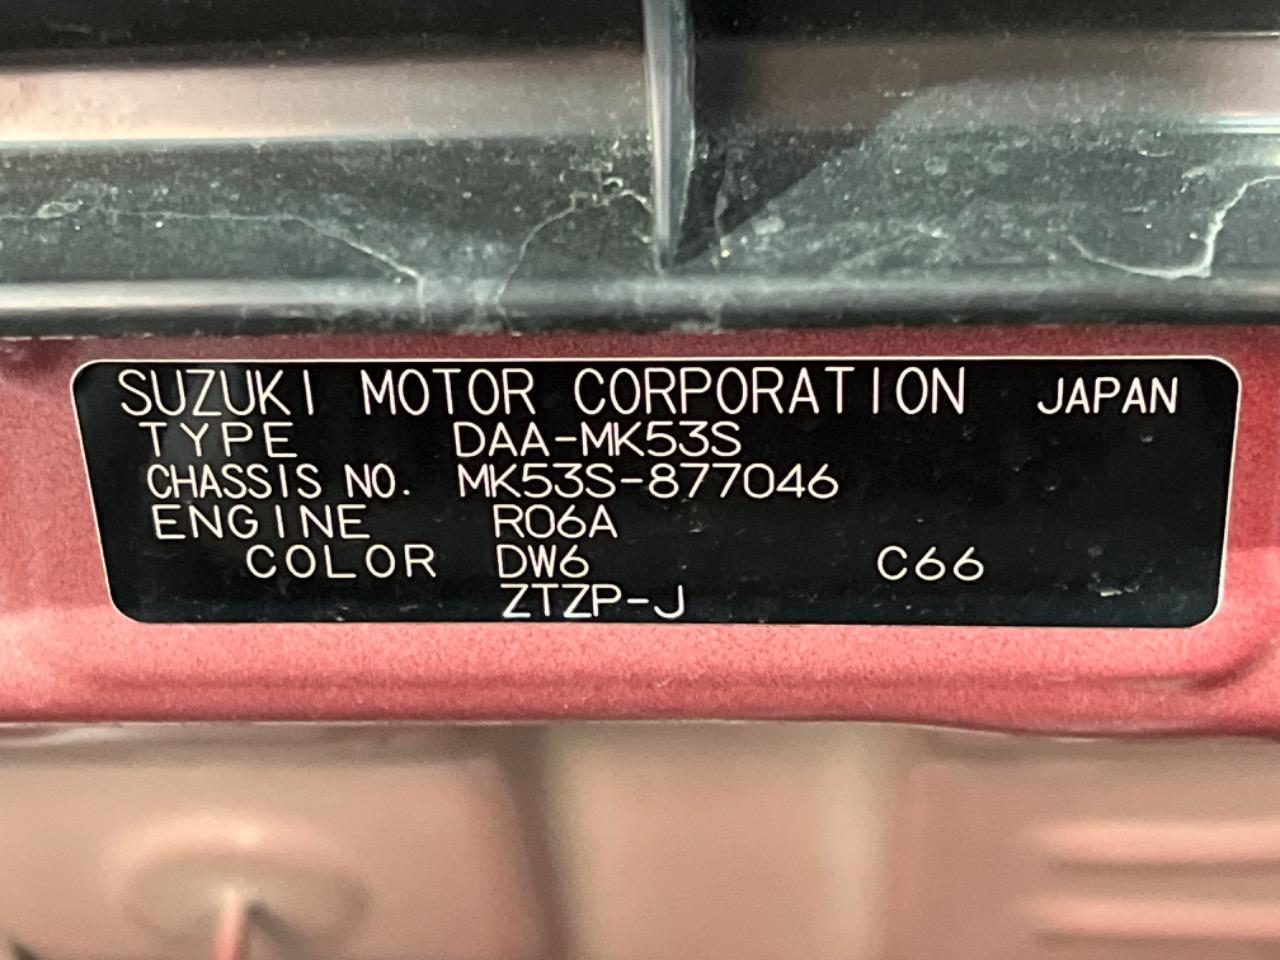 SUZUKI MOTOR CORPORATION JAPAN
TYPE DAA-MK53S
CHASSIS NO. MK53S-877046
ENGINE R06A
COLOR DW6 C66
ZTZP-J